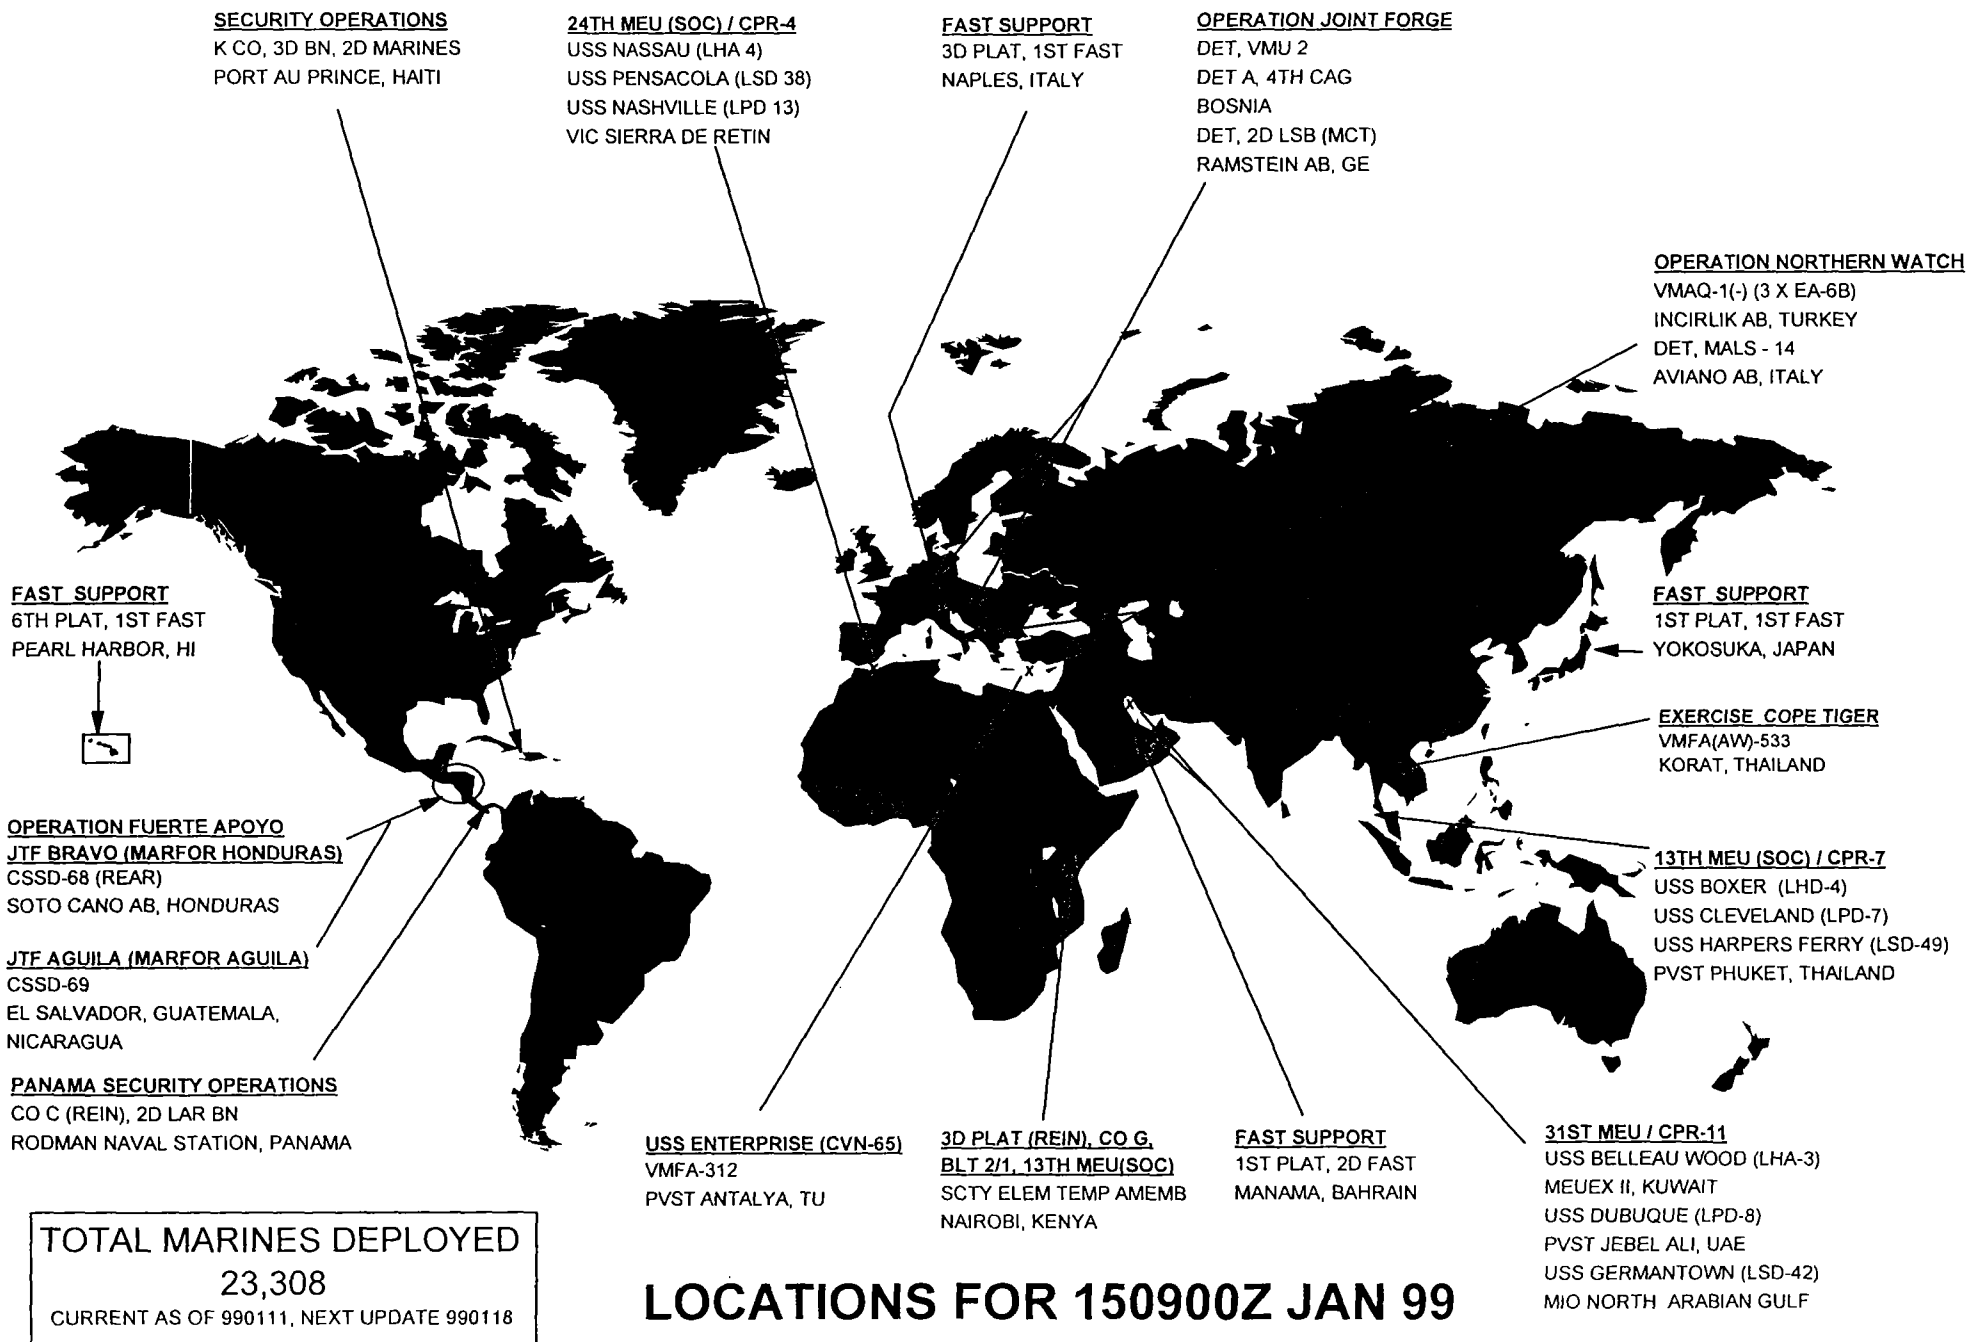 SECURITY OPERATIONS
K CO, 3D BN, 2D MARINES
PORT AU PRINCE, HAITI
24TH MEU (SOC) / CPR-4
USS NASSAU (LHA 4)
USS PENSACOLA (LSD 38)
USS NASHVILLE (LPD 13)
VIC SIERRA DE RETIN
FAST SUPPORT
3D PLAT, 1ST FAST
NAPLES, ITALY
OPERATION JOINT FORGE
DET, VMU 2
DET A, 4TH CAG
BOSNIA
DET, 2D LSB (MCT)
RAMSTEIN AB, GE
OPERATION NORTHERN WATCH
VMAQ-1(-) (3 X EA-6B)
INCIRLIK AB, TURKEY
DET, MALS - 14
AVIANO AB, ITALY
FAST SUPPORT
6TH PLAT, 1ST FAST
PEARL HARBOR, HI
FAST SUPPORT
1ST PLAT, 1ST FAST
YOKOSUKA, JAPAN
X
X
EXERCISE COPE TIGER
VMFA(AW)-533
KORAT, THAILAND
OPERATION FUERTE APOYO
JTF BRAVO (MARFOR HONDURAS)
CSSD-68 (REAR)
SOTO CANO AB, HONDURAS
13TH MEU (SOC) / CPR-7
USS BOXER (LHD-4)
USS CLEVELAND (LPD-7)
USS HARPERS FERRY (LSD-49)
PVST PHUKET, THAILAND
JTF AGUILA (MARFOR AGUILA)
CSSD-69
EL SALVADOR, GUATEMALA,
NICARAGUA
PANAMA SECURITY OPERATIONS
CO C (REIN), 2D LAR BN
RODMAN NAVAL STATION, PANAMA
USS ENTERPRISE (CVN-65)
VMFA-312
PVST ANTALYA, TU
3D PLAT (REIN), CO G,
BLT 2/1, 13TH MEU(SOC)
SCTY ELEM TEMP AMEMB
NAIROBI, KENYA
FAST SUPPORT
1ST PLAT, 2D FAST
MANAMA, BAHRAIN
31ST MEU / CPR-11
USS BELLEAU WOOD (LHA-3)
MEUEX II, KUWAIT
USS DUBUQUE (LPD-8)
PVST JEBEL ALI, UAE
USS GERMANTOWN (LSD-42)
MIO NORTH ARABIAN GULF
TOTAL MARINES DEPLOYED
23,308
CURRENT AS OF 990111, NEXT UPDATE 990118
LOCATIONS FOR 150900Z JAN 99